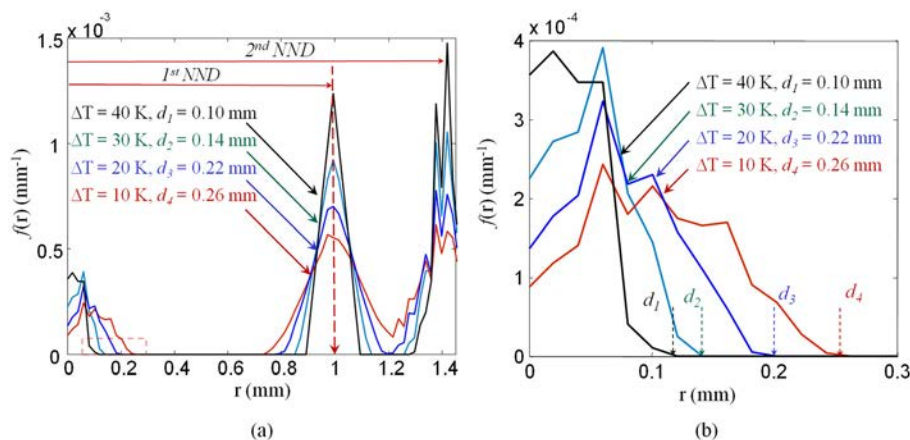 × 10⁻³
1.5
1
0.5
0
f(r) (mm⁻¹)
2nd NND
1st NND
ΔT = 40 K, d1 = 0.10 mm
ΔT = 30 K, d2 = 0.14 mm
ΔT = 20 K, d3 = 0.22 mm
ΔT = 10 K, d4 = 0.26 mm
0 0.2 0.4 0.6 0.8 1 1.2 1.4
r (mm)
(a)
× 10⁻⁴
4
3
2
1
0
f(r) (mm⁻¹)
ΔT = 40 K, d1 = 0.10 mm
ΔT = 30 K, d2 = 0.14 mm
ΔT = 20 K, d3 = 0.22 mm
ΔT = 10 K, d4 = 0.26 mm
d1 d2 d3 d4
0 0.1 0.2 0.3
r (mm)
(b)